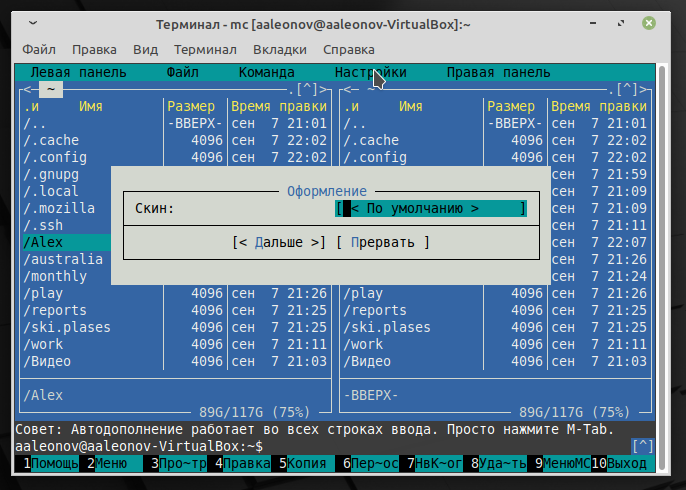 Терминал - mc [aaleonov@aaleonov-VirtualBox]:~
Файл Правка Вид Терминал Вкладки Справка
Левая панель Файл Команда Настройки Правая панель
<- ~ .[^]> <- ~ .[^]>
.и Имя Размер Время правки .и Имя Размер Время правки
/.. -ВВЕРХ- сен 7 21:01 /.. -ВВЕРХ- сен 7 21:01
/.cache 4096 сен 7 22:02 /.cache 4096 сен 7 22:02
/.config 4096 сен 7 22:02 /.config 4096 сен 7 22:02
/.gnupg 21:59
/.local Оформление 21:09
/.mozilla Скин: [ < По умолчанию > ] 21:09
/.ssh 21:11
/Alex [< Дальше >] [ Прервать ] 22:07
/australia 21:26
/monthly 21:24
/play 4096 сен 7 21:26 /play 4096 сен 7 21:26
/reports 4096 сен 7 21:25 /reports 4096 сен 7 21:25
/ski.plases 4096 сен 7 21:25 /ski.plases 4096 сен 7 21:25
/work 4096 сен 7 21:11 /work 4096 сен 7 21:11
/Видео 4096 сен 7 21:03 /Видео 4096 сен 7 21:03
/Alex -ВВЕРХ-
89G/117G (75%) 89G/117G (75%)
Совет: Автодополнение работает во всех строках ввода. Просто нажмите M-Tab.
aaleonov@aaleonov-VirtualBox:~$ [^]
1Помощь 2Меню 3Про~тр 4Правка 5Копия 6Пер~ос 7НвК~ог 8Уда~ть 9МенюMC 10Выход